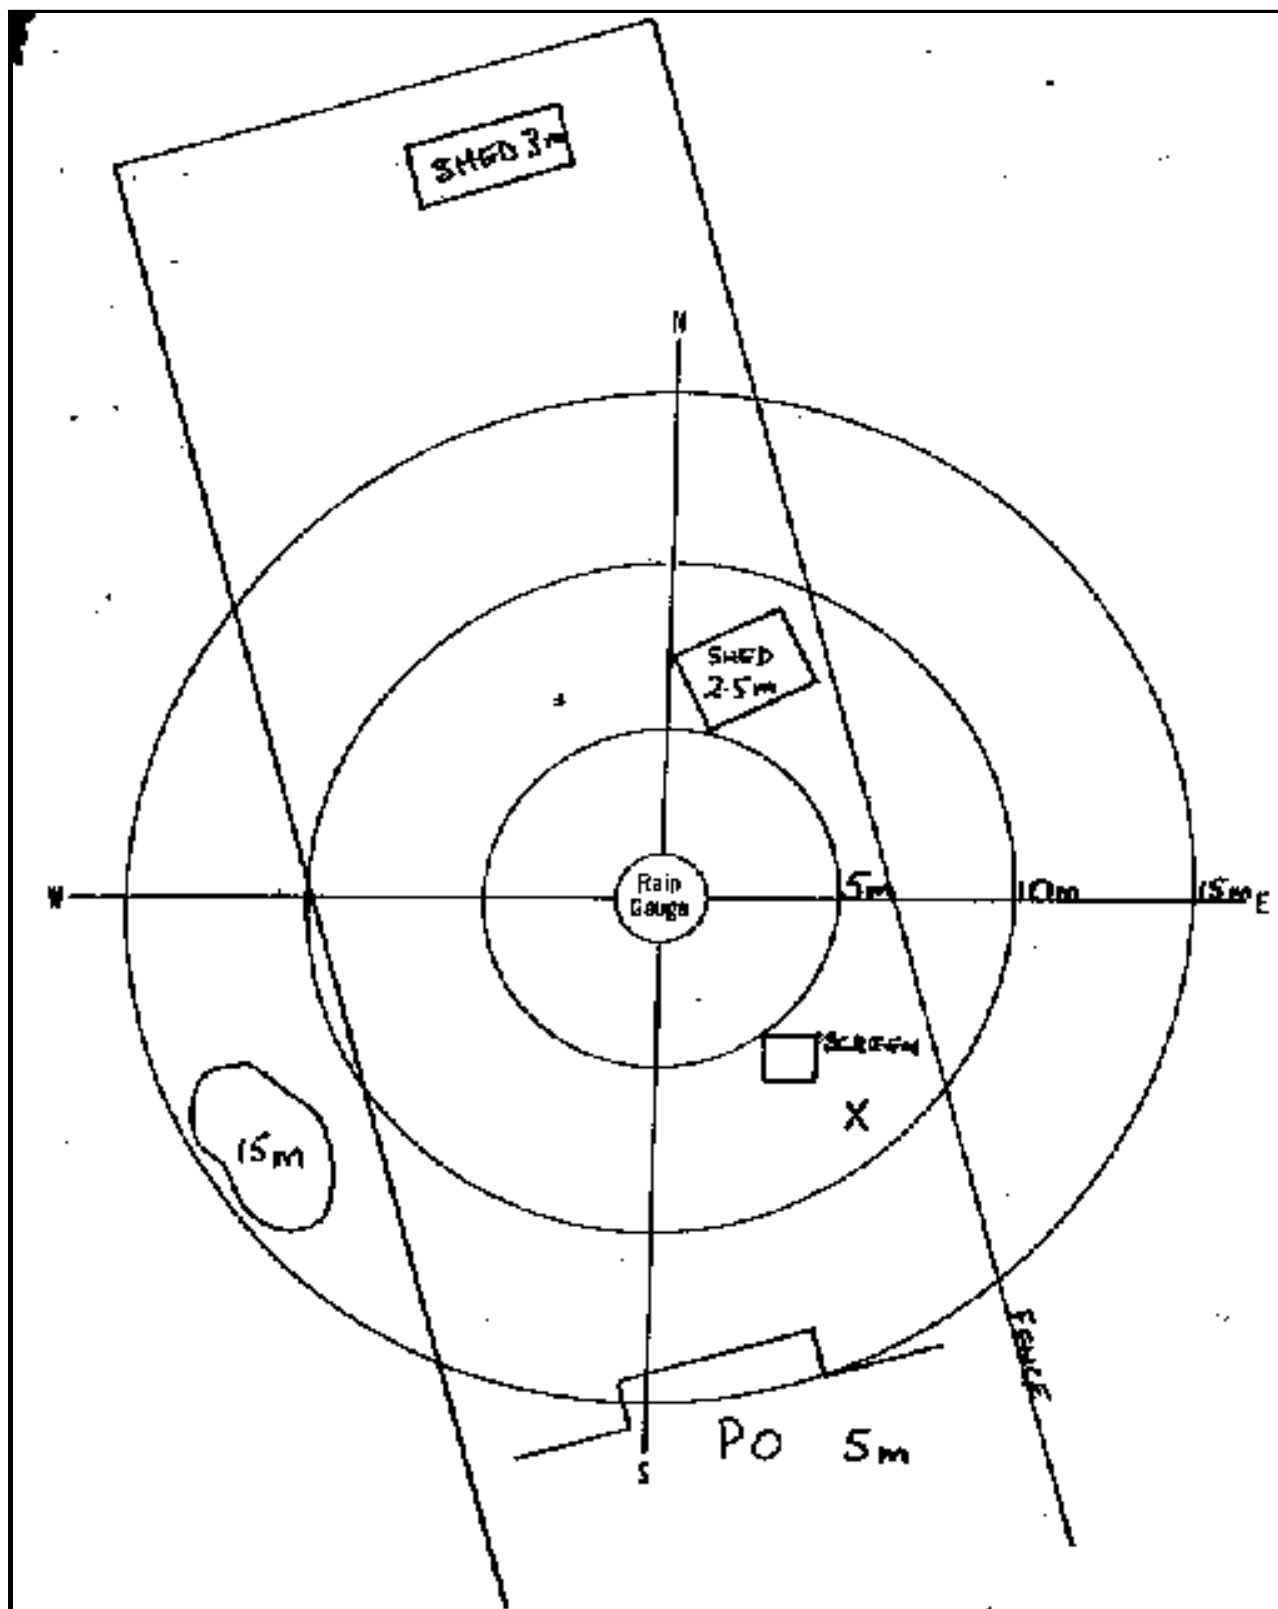 SHED 3m
N
SHED
2.5m
W
Rain
Gauge
5m
10m
15m
E
SCREEN
X
15m
FENCE
PO 5m
S